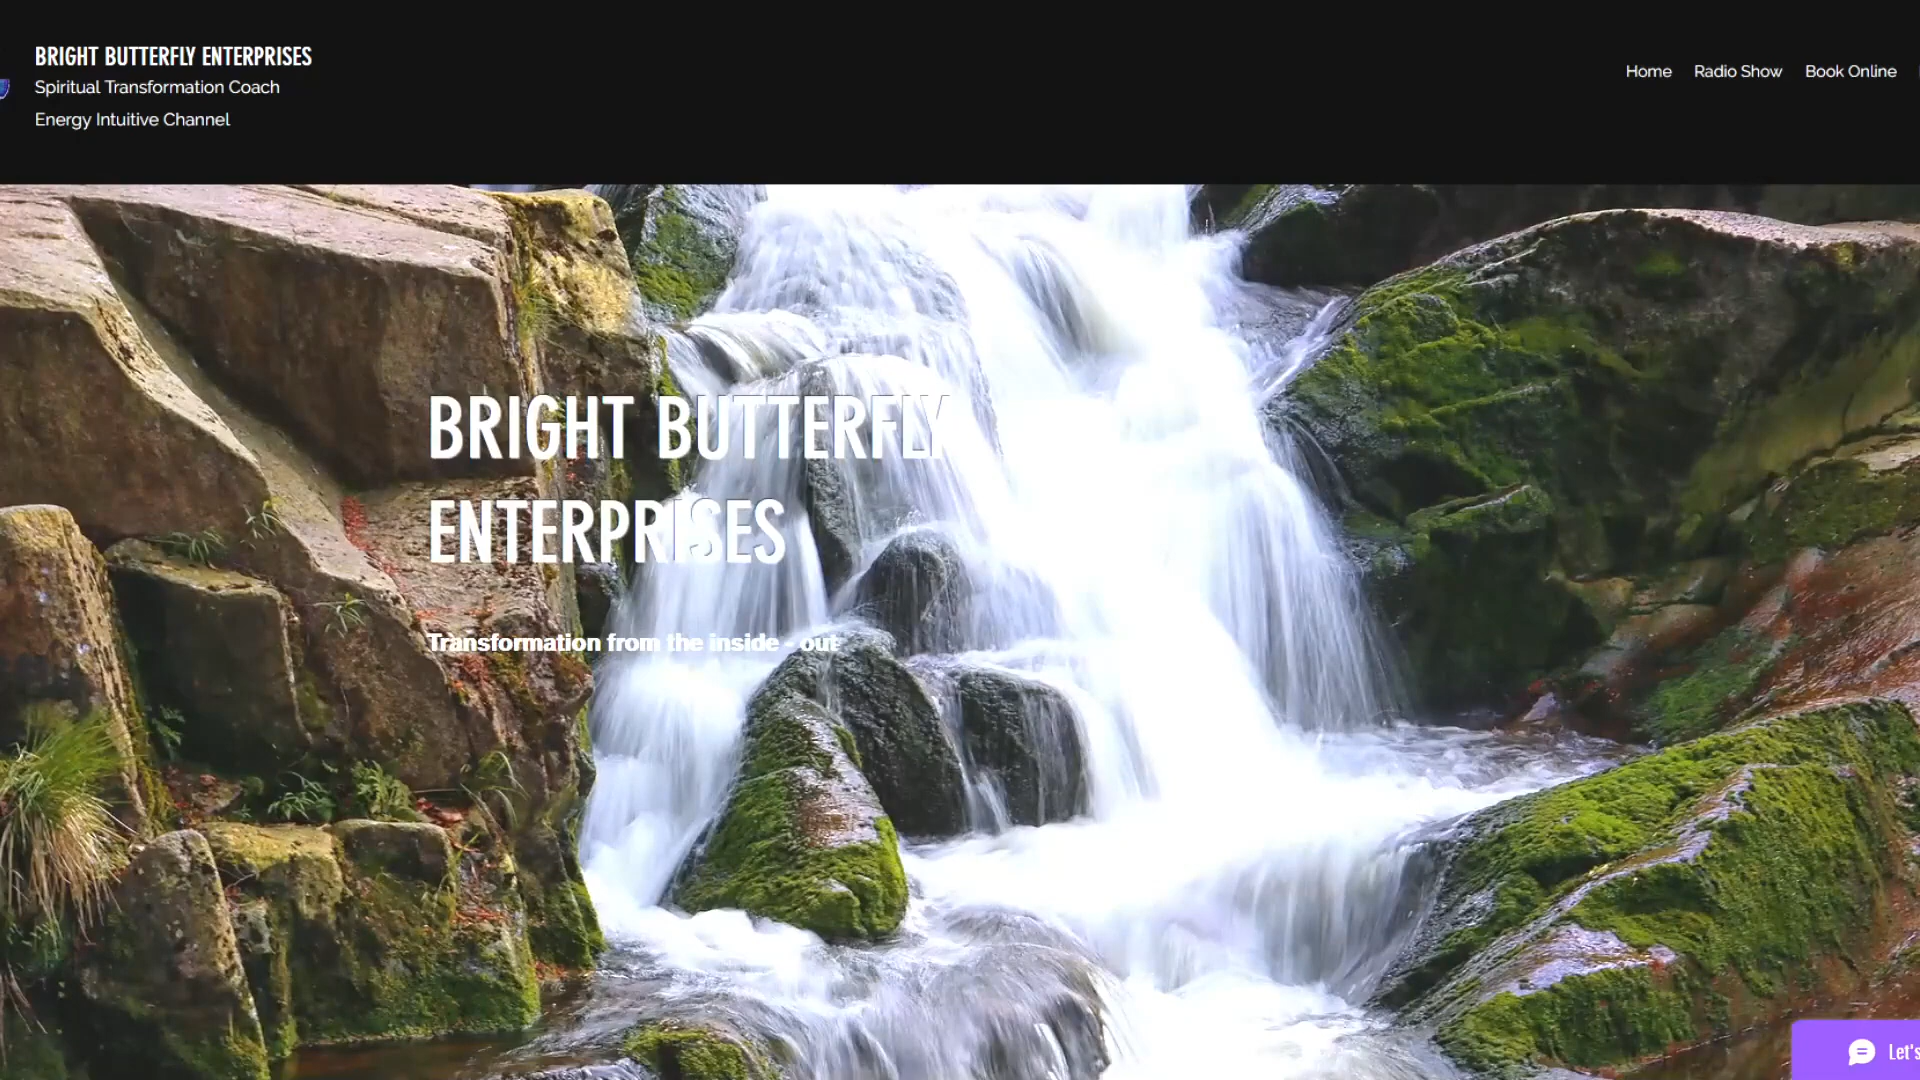 BRIGHT BUTTERFLY ENTERPRISES
Spiritual Transformation Coach
Energy Intuitive Channel
Home Radio Show Book Online
BRIGHT BUTTERFLY
ENTERPRISES
Transformation from the inside - out
Let's